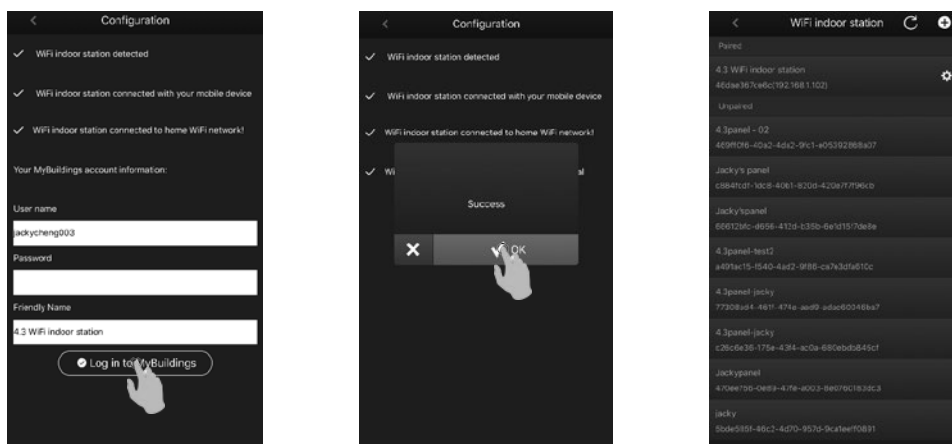 Configuration
WiFi indoor station detected
WiFi indoor station connected with your mobile device
WiFi indoor station connected to home WiFi network!
Your MyBuildings account information:
User name
jackycheng003
Password
Friendly Name
4.3 WiFi indoor station
Log in to MyBuildings
Configuration
WiFi indoor station detected
WiFi indoor station connected with your mobile device
WiFi indoor station connected to home WiFi network!
Success
OK
WiFi indoor station
Paired
4.3 WiFi indoor station
Unpaired
4.3panel - 02
Jacky's panel
Jacky'spanel
4.3panel-test2
4.3panel-jacky
4.3panel-jacky
Jackypanel
jacky